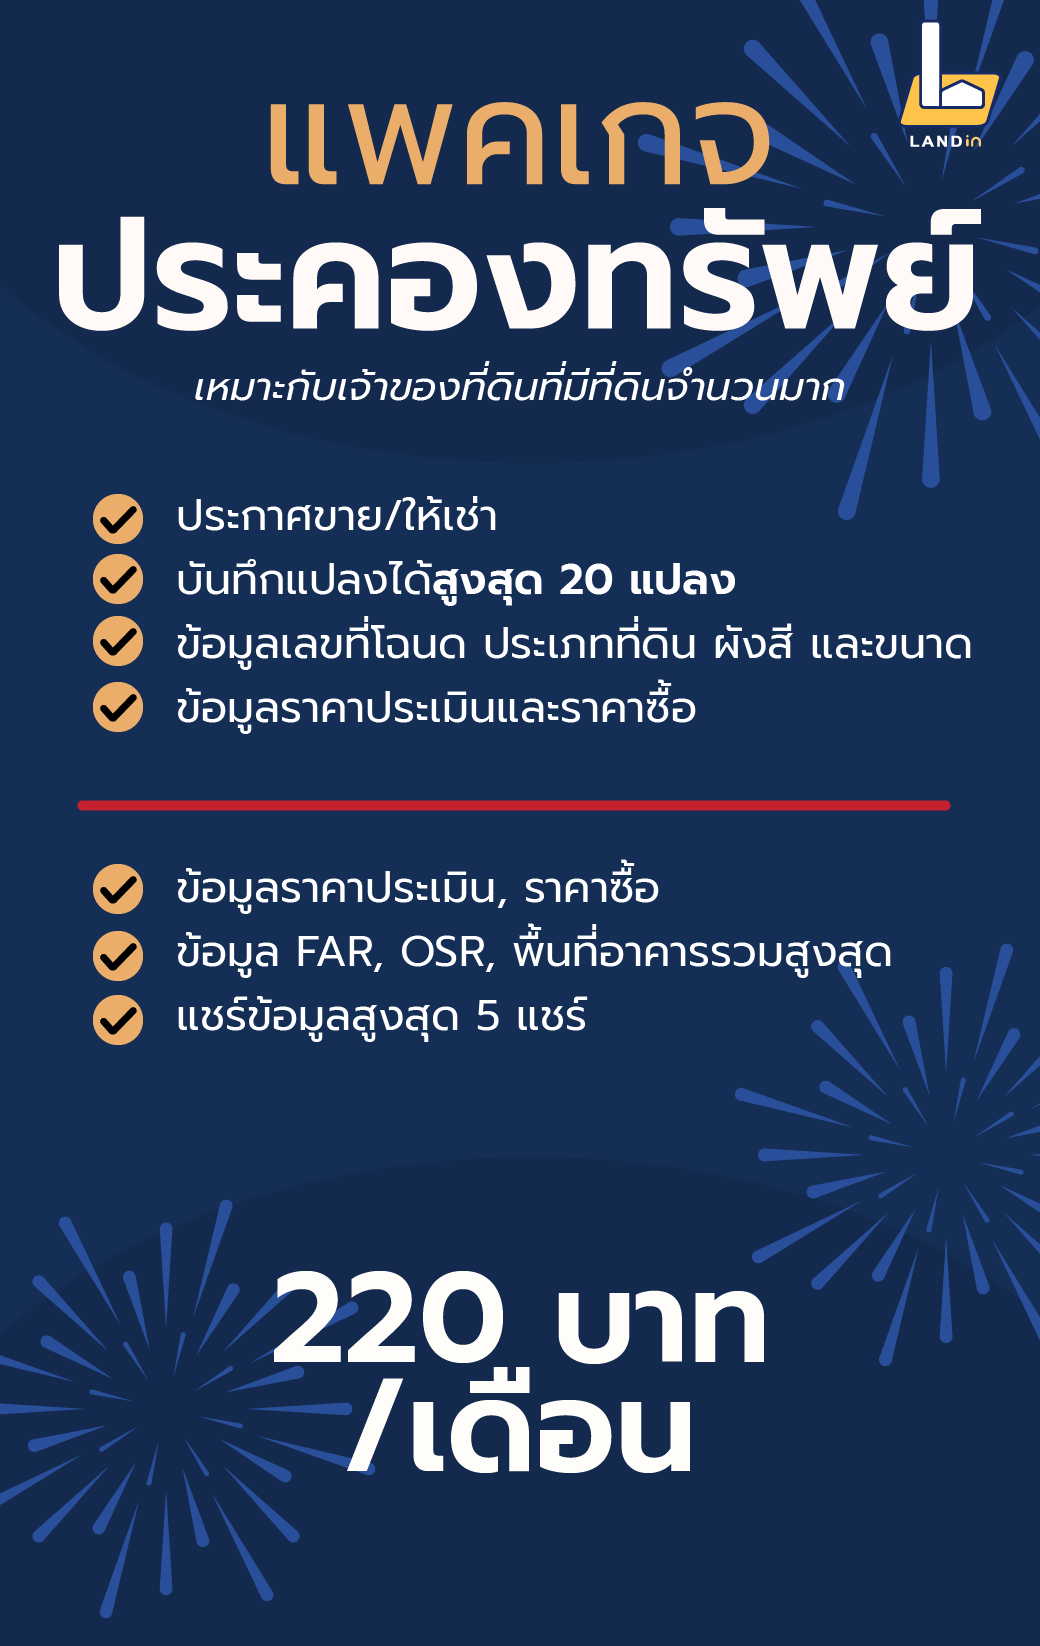 LANDin
แพคเกจ
ประคองทรัพย์
เหมาะกับเจ้าของที่ดินที่มีที่ดินจำนวนมาก
ประกาศขาย/ให้เช่า
บันทึกแปลงได้สูงสุด 20 แปลง
ข้อมูลเลขที่โฉนด ประเภทที่ดิน ผังสี และขนาด
ข้อมูลราคาประเมินและราคาซื้อ
ข้อมูลราคาประเมิน, ราคาซื้อ
ข้อมูล FAR, OSR, พื้นที่อาคารรวมสูงสุด
แชร์ข้อมูลสูงสุด 5 แชร์
220 บาท
/เดือน